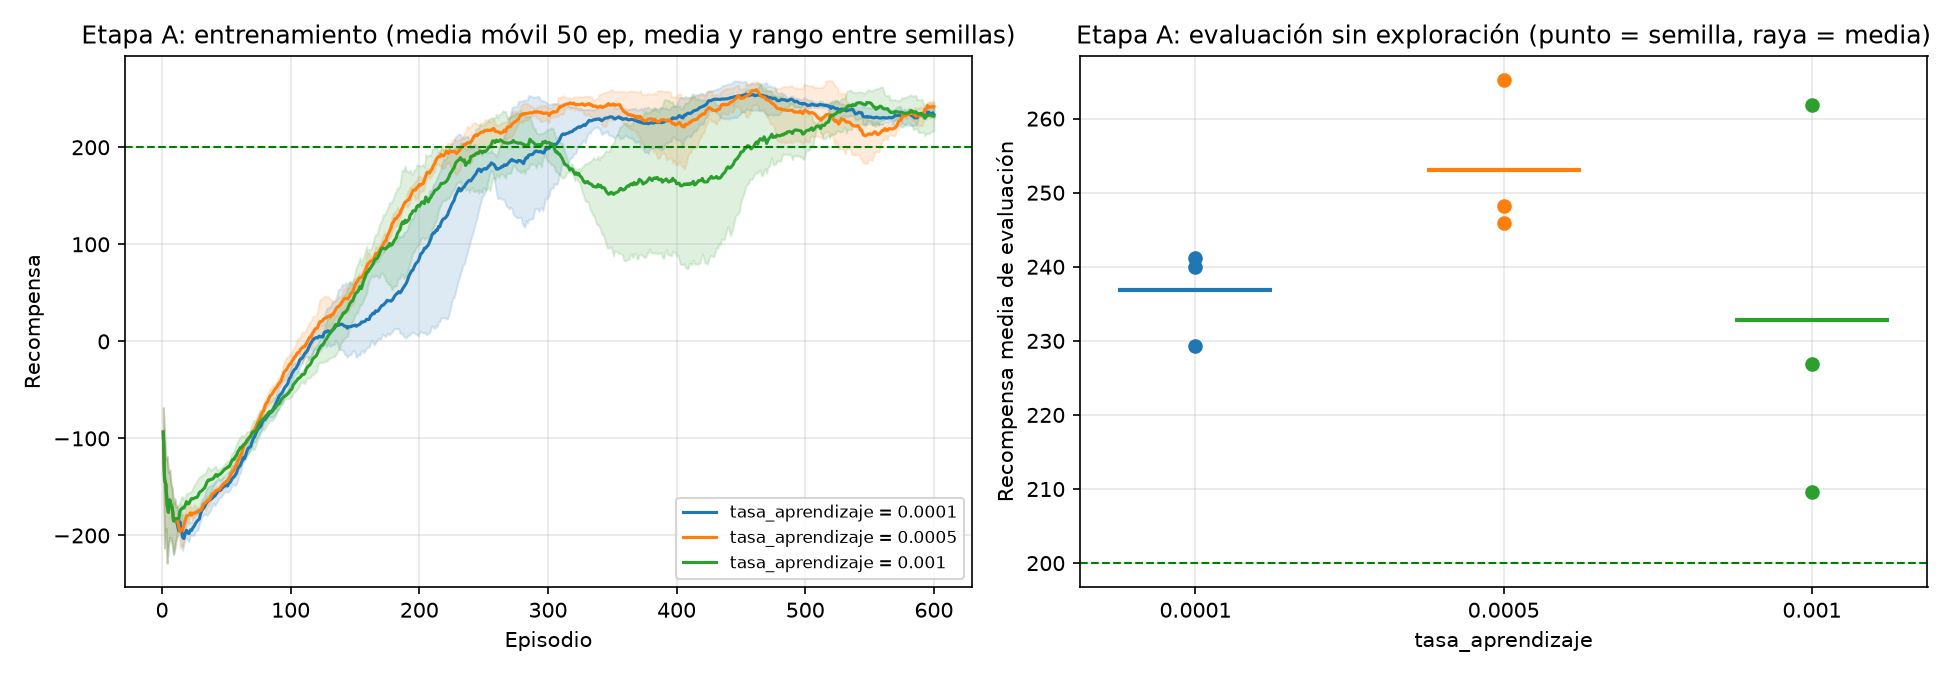 Etapa A: entrenamiento (media móvil 50 ep, media y rango entre semillas)
Recompensa
200
100
0
−100
−200
tasa_aprendizaje = 0.0001
tasa_aprendizaje = 0.0005
tasa_aprendizaje = 0.001
0 100 200 300 400 500 600
Episodio
Etapa A: evaluación sin exploración (punto = semilla, raya = media)
Recompensa media de evaluación
260
250
240
230
220
210
200
0.0001 0.0005 0.001
tasa_aprendizaje